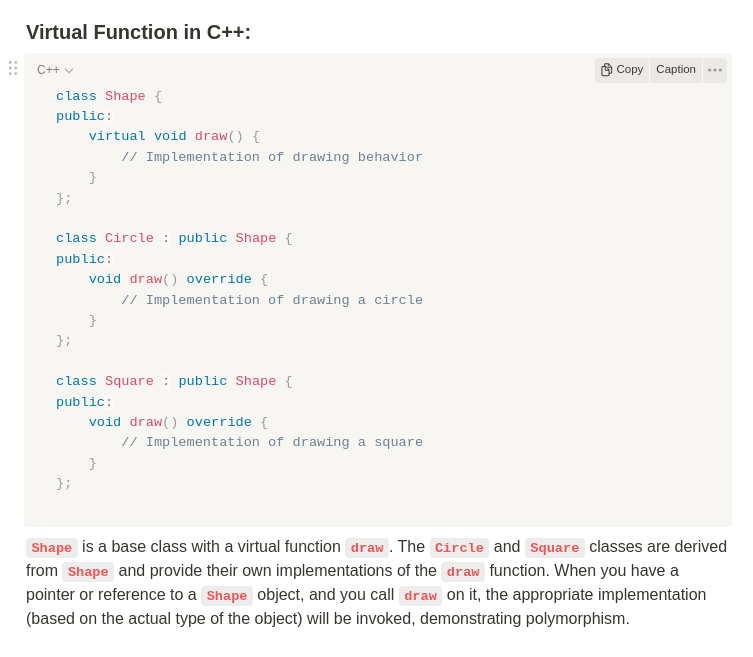 Virtual Function in C++:
C++
Copy Caption
class Shape {
public:
    virtual void draw() {
        // Implementation of drawing behavior
    }
};

class Circle : public Shape {
public:
    void draw() override {
        // Implementation of drawing a circle
    }
};

class Square : public Shape {
public:
    void draw() override {
        // Implementation of drawing a square
    }
};

Shape is a base class with a virtual function draw. The Circle and Square classes are derived
from Shape and provide their own implementations of the draw function. When you have a
pointer or reference to a Shape object, and you call draw on it, the appropriate implementation
(based on the actual type of the object) will be invoked, demonstrating polymorphism.